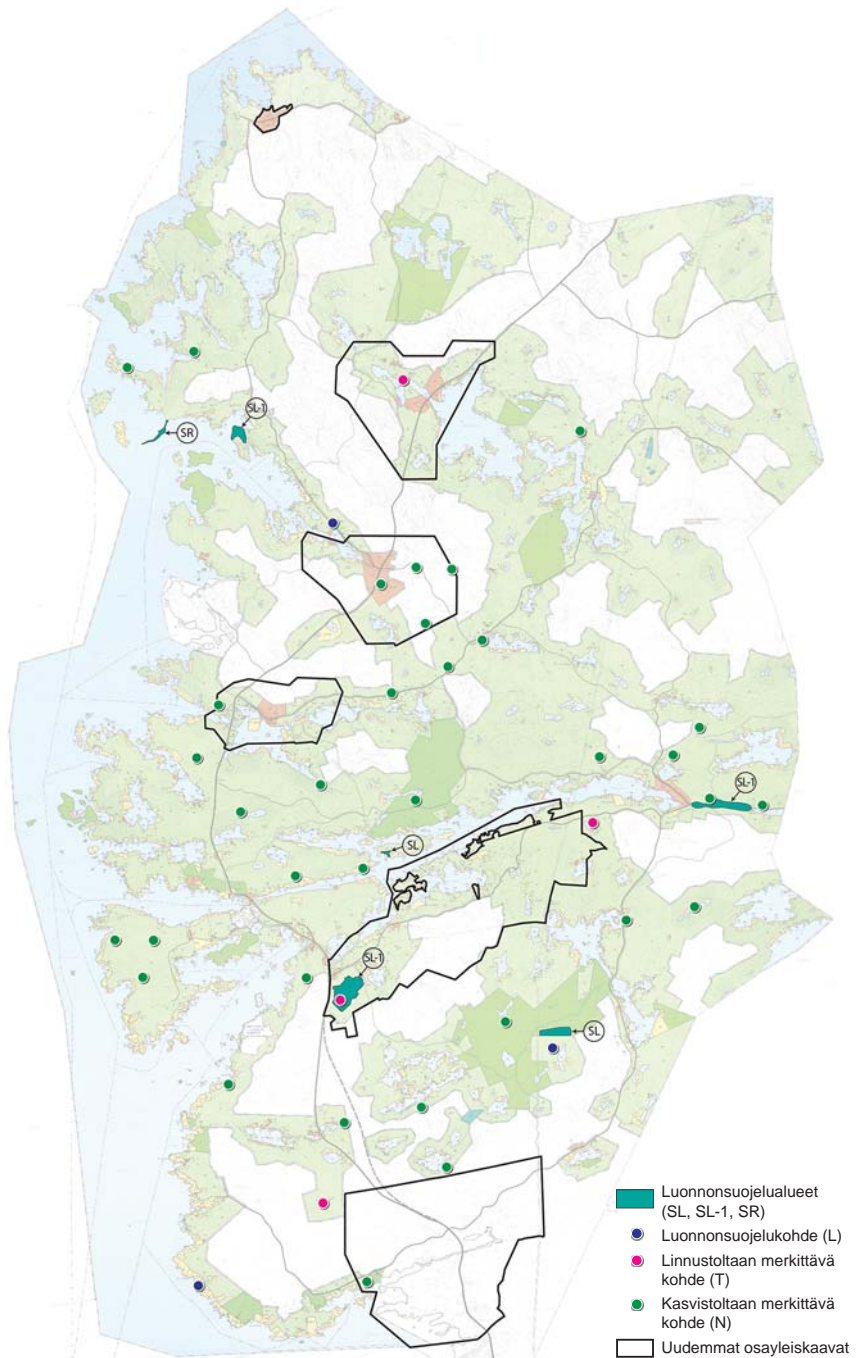 SR
SL-1
SL-1
SL
SL-1
SL
Luonnonsuojelualueet
(SL, SL-1, SR)
Luonnonsuojelukohde (L)
Linnustoltaan merkittävä
kohde (T)
Kasvistoltaan merkittävä
kohde (N)
Uudemmat osayleiskaavat